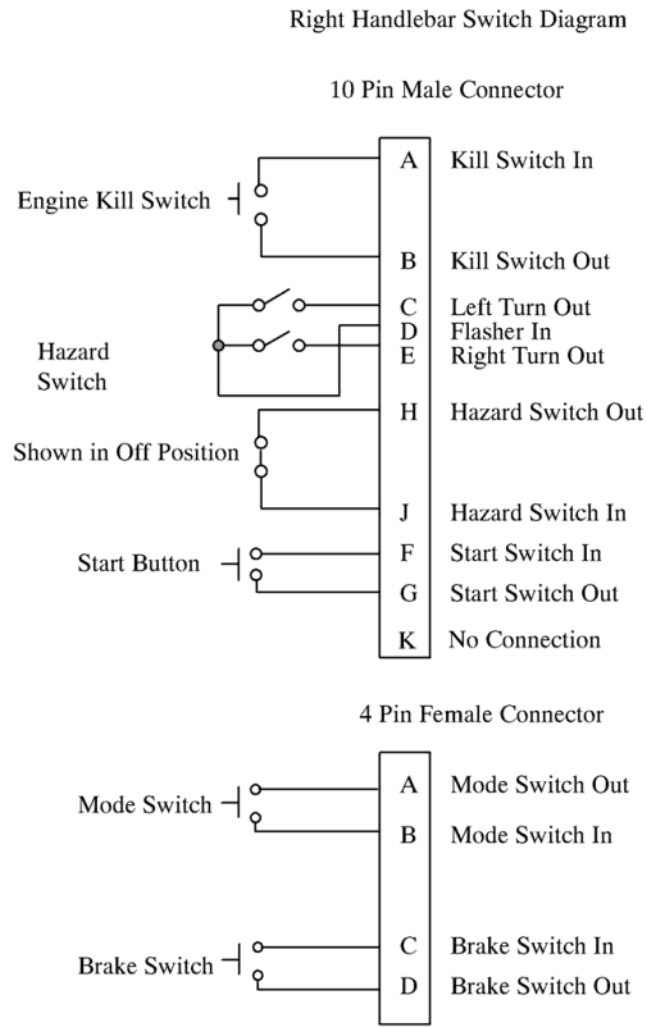 Right Handlebar Switch Diagram
10 Pin Male Connector
A Kill Switch In
Engine Kill Switch
B Kill Switch Out
C Left Turn Out
D Flasher In
Hazard
Switch
E Right Turn Out
H Hazard Switch Out
Shown in Off Position
J Hazard Switch In
F Start Switch In
Start Button
G Start Switch Out
K No Connection
4 Pin Female Connector
A Mode Switch Out
Mode Switch
B Mode Switch In
C Brake Switch In
Brake Switch
D Brake Switch Out